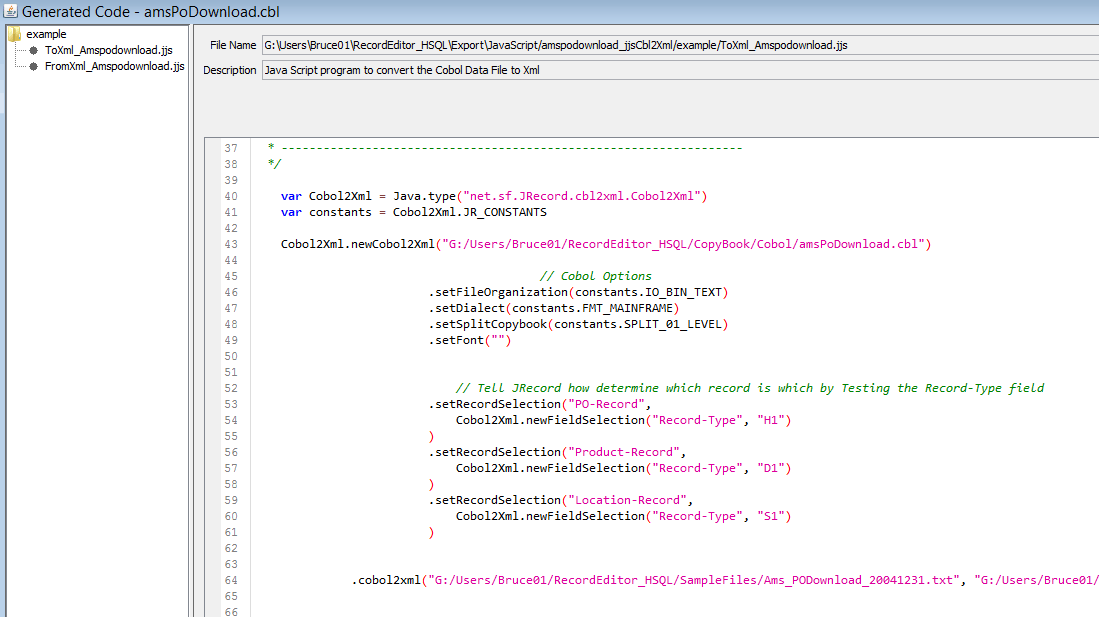 Generated Code - amsPoDownload.cbl
example
ToXml_Amspodownload.jjs
FromXml_Amspodownload.jjs
File Name G:\Users\Bruce01\RecordEditor_HSQL\Export\JavaScript/amspodownload_jjsCbl2Xml/example/ToXml_Amspodownload.jjs
Description Java Script program to convert the Cobol Data File to Xml
37 * ------------------------------------------------------------------
38 */
39
40 var Cobol2Xml = Java.type("net.sf.JRecord.cbl2xml.Cobol2Xml")
41 var constants = Cobol2Xml.JR_CONSTANTS
42
43 Cobol2Xml.newCobol2Xml("G:/Users/Bruce01/RecordEditor_HSQL/CopyBook/Cobol/amsPoDownload.cbl")
44
45 // Cobol Options
46 .setFileOrganization(constants.IO_BIN_TEXT)
47 .setDialect(constants.FMT_MAINFRAME)
48 .setSplitCopybook(constants.SPLIT_01_LEVEL)
49 .setFont("")
50
51
52 // Tell JRecord how determine which record is which by Testing the Record-Type field
53 .setRecordSelection("PO-Record",
54 Cobol2Xml.newFieldSelection("Record-Type", "H1")
55 )
56 .setRecordSelection("Product-Record",
57 Cobol2Xml.newFieldSelection("Record-Type", "D1")
58 )
59 .setRecordSelection("Location-Record",
60 Cobol2Xml.newFieldSelection("Record-Type", "S1")
61 )
62
63
64 .cobol2xml("G:/Users/Bruce01/RecordEditor_HSQL/SampleFiles/Ams_PODownload_20041231.txt", "G:/Users/Bruce01/
65
66